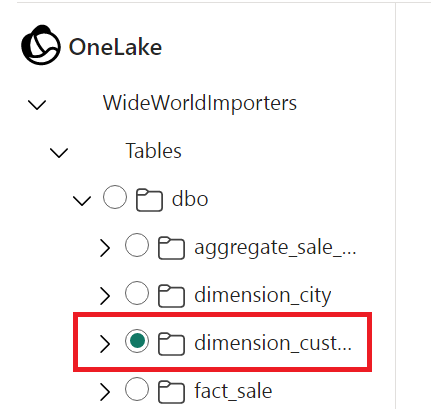 OneLake
WideWorldImporters
Tables
dbo
aggregate_sale_...
dimension_city
dimension_cust...
fact_sale